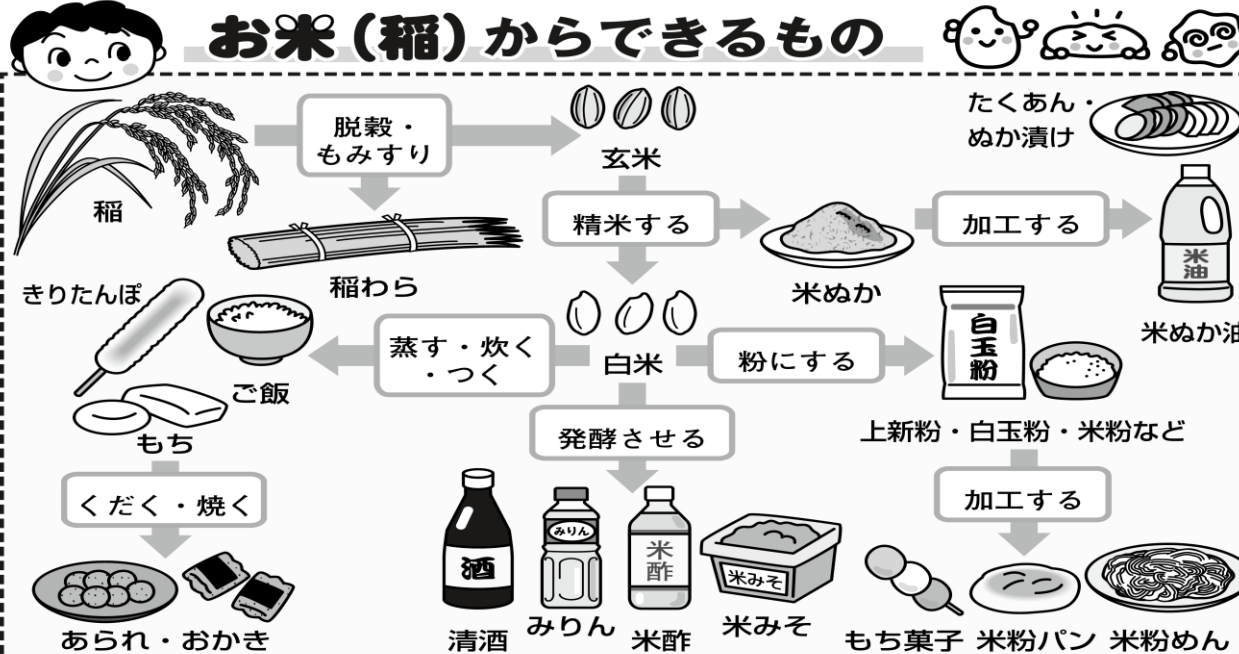 お米(稲)からできるもの
稲
脱穀・
もみすり
玄米
たくあん・
ぬか漬け
稲わら
精米する
米ぬか
加工する
米油
米ぬか油
きりたんぽ
ご飯
もち
蒸す・炊く
・つく
白米
粉にする
白玉粉
上新粉・白玉粉・米粉など
発酵させる
くだく・焼く
加工する
あられ・おかき
酒
清酒
みりん
みりん
米酢
米酢
米みそ
米みそ
もち菓子
米粉パン
米粉めん